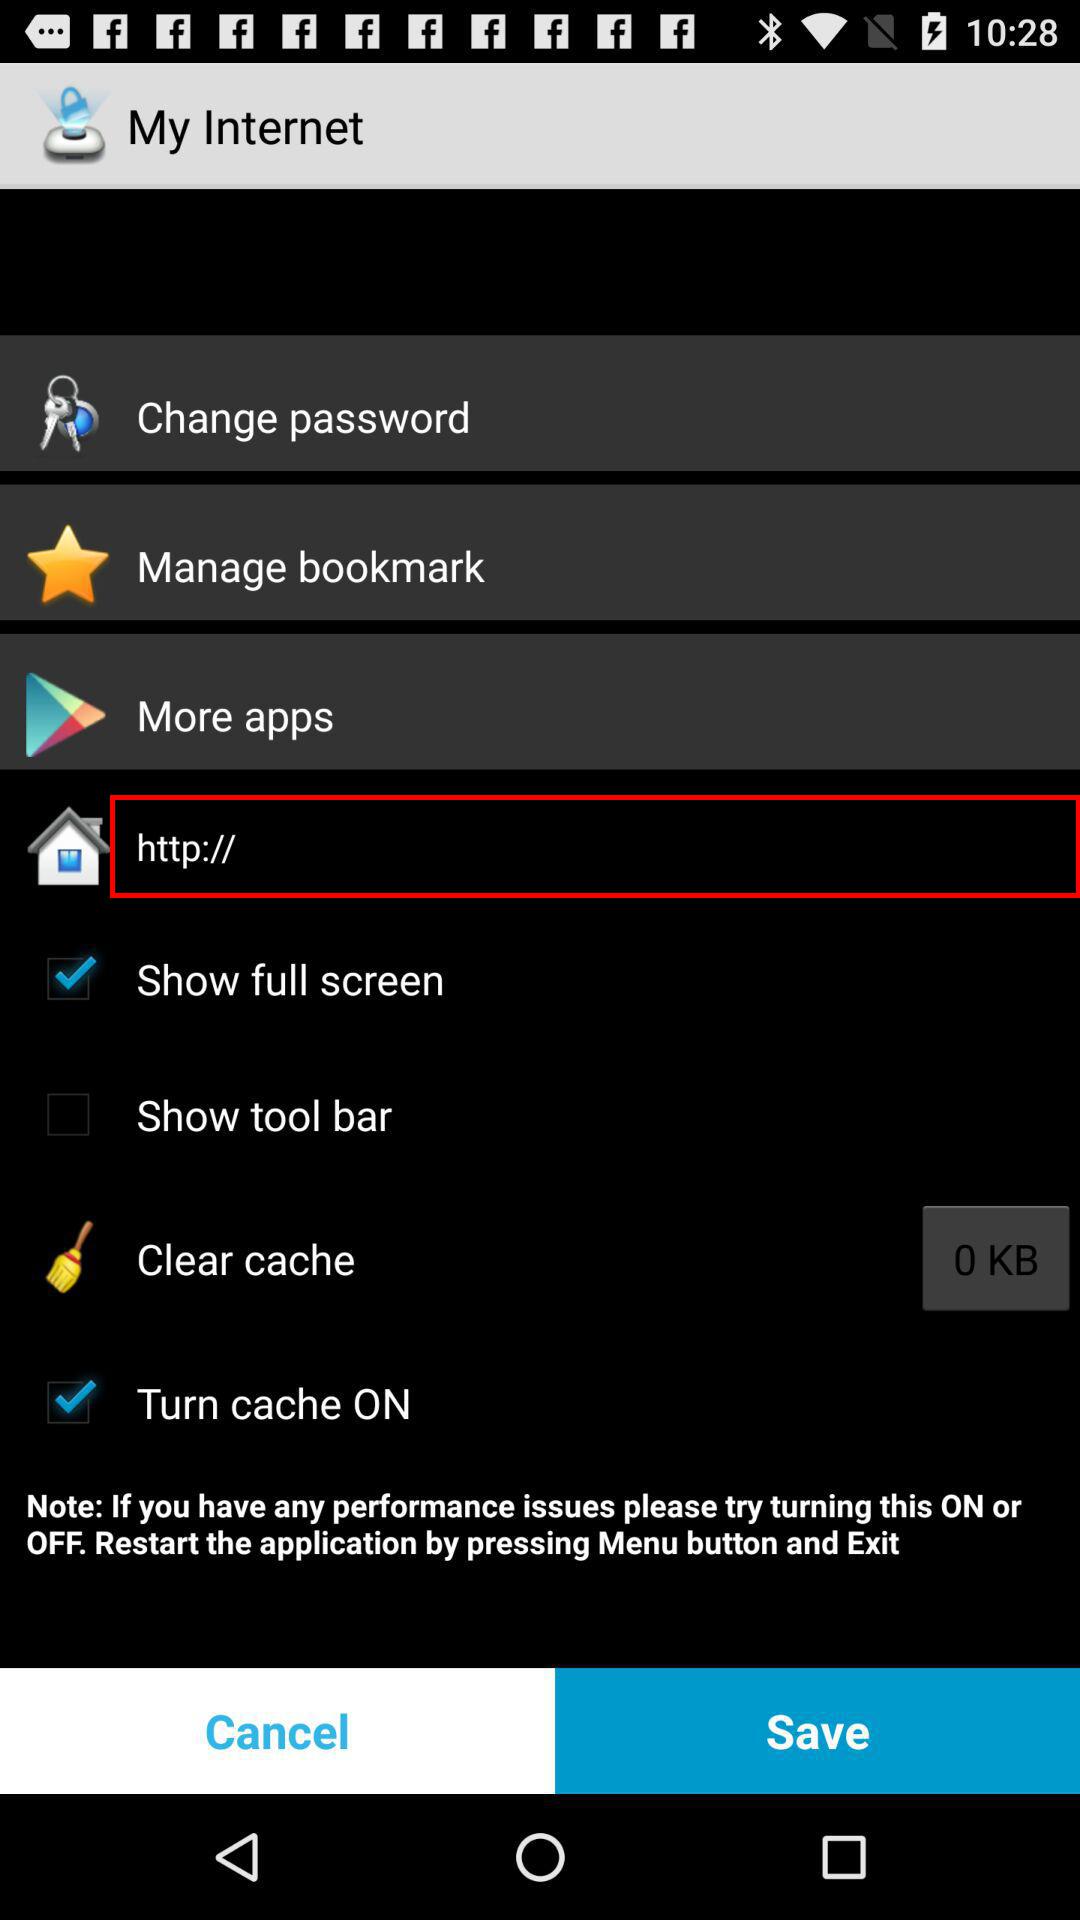 10:28
My Internet
Change password
Manage bookmark
More apps
http://
Show full screen
Show tool bar
Clear cache
0 KB
Turn cache ON
Note: If you have any performance issues please try turning this ON or
OFF. Restart the application by pressing Menu button and Exit
Cancel
Save